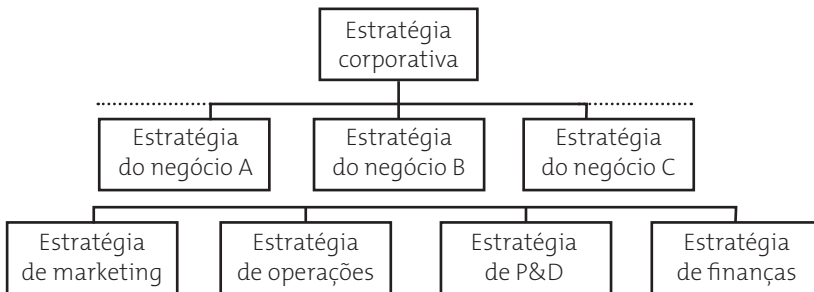 Estratégia
corporativa
Estratégia
do negócio A
Estratégia
do negócio B
Estratégia
do negócio C
Estratégia
de marketing
Estratégia
de operações
Estratégia
de P&D
Estratégia
de finanças